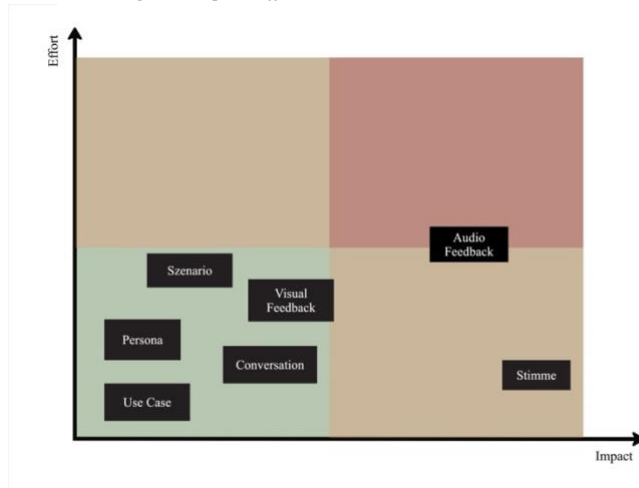 Effort
Audio
Feedback
Szenario
Visual
Feedback
Persona
Conversation
Stimme
Use Case
Impact